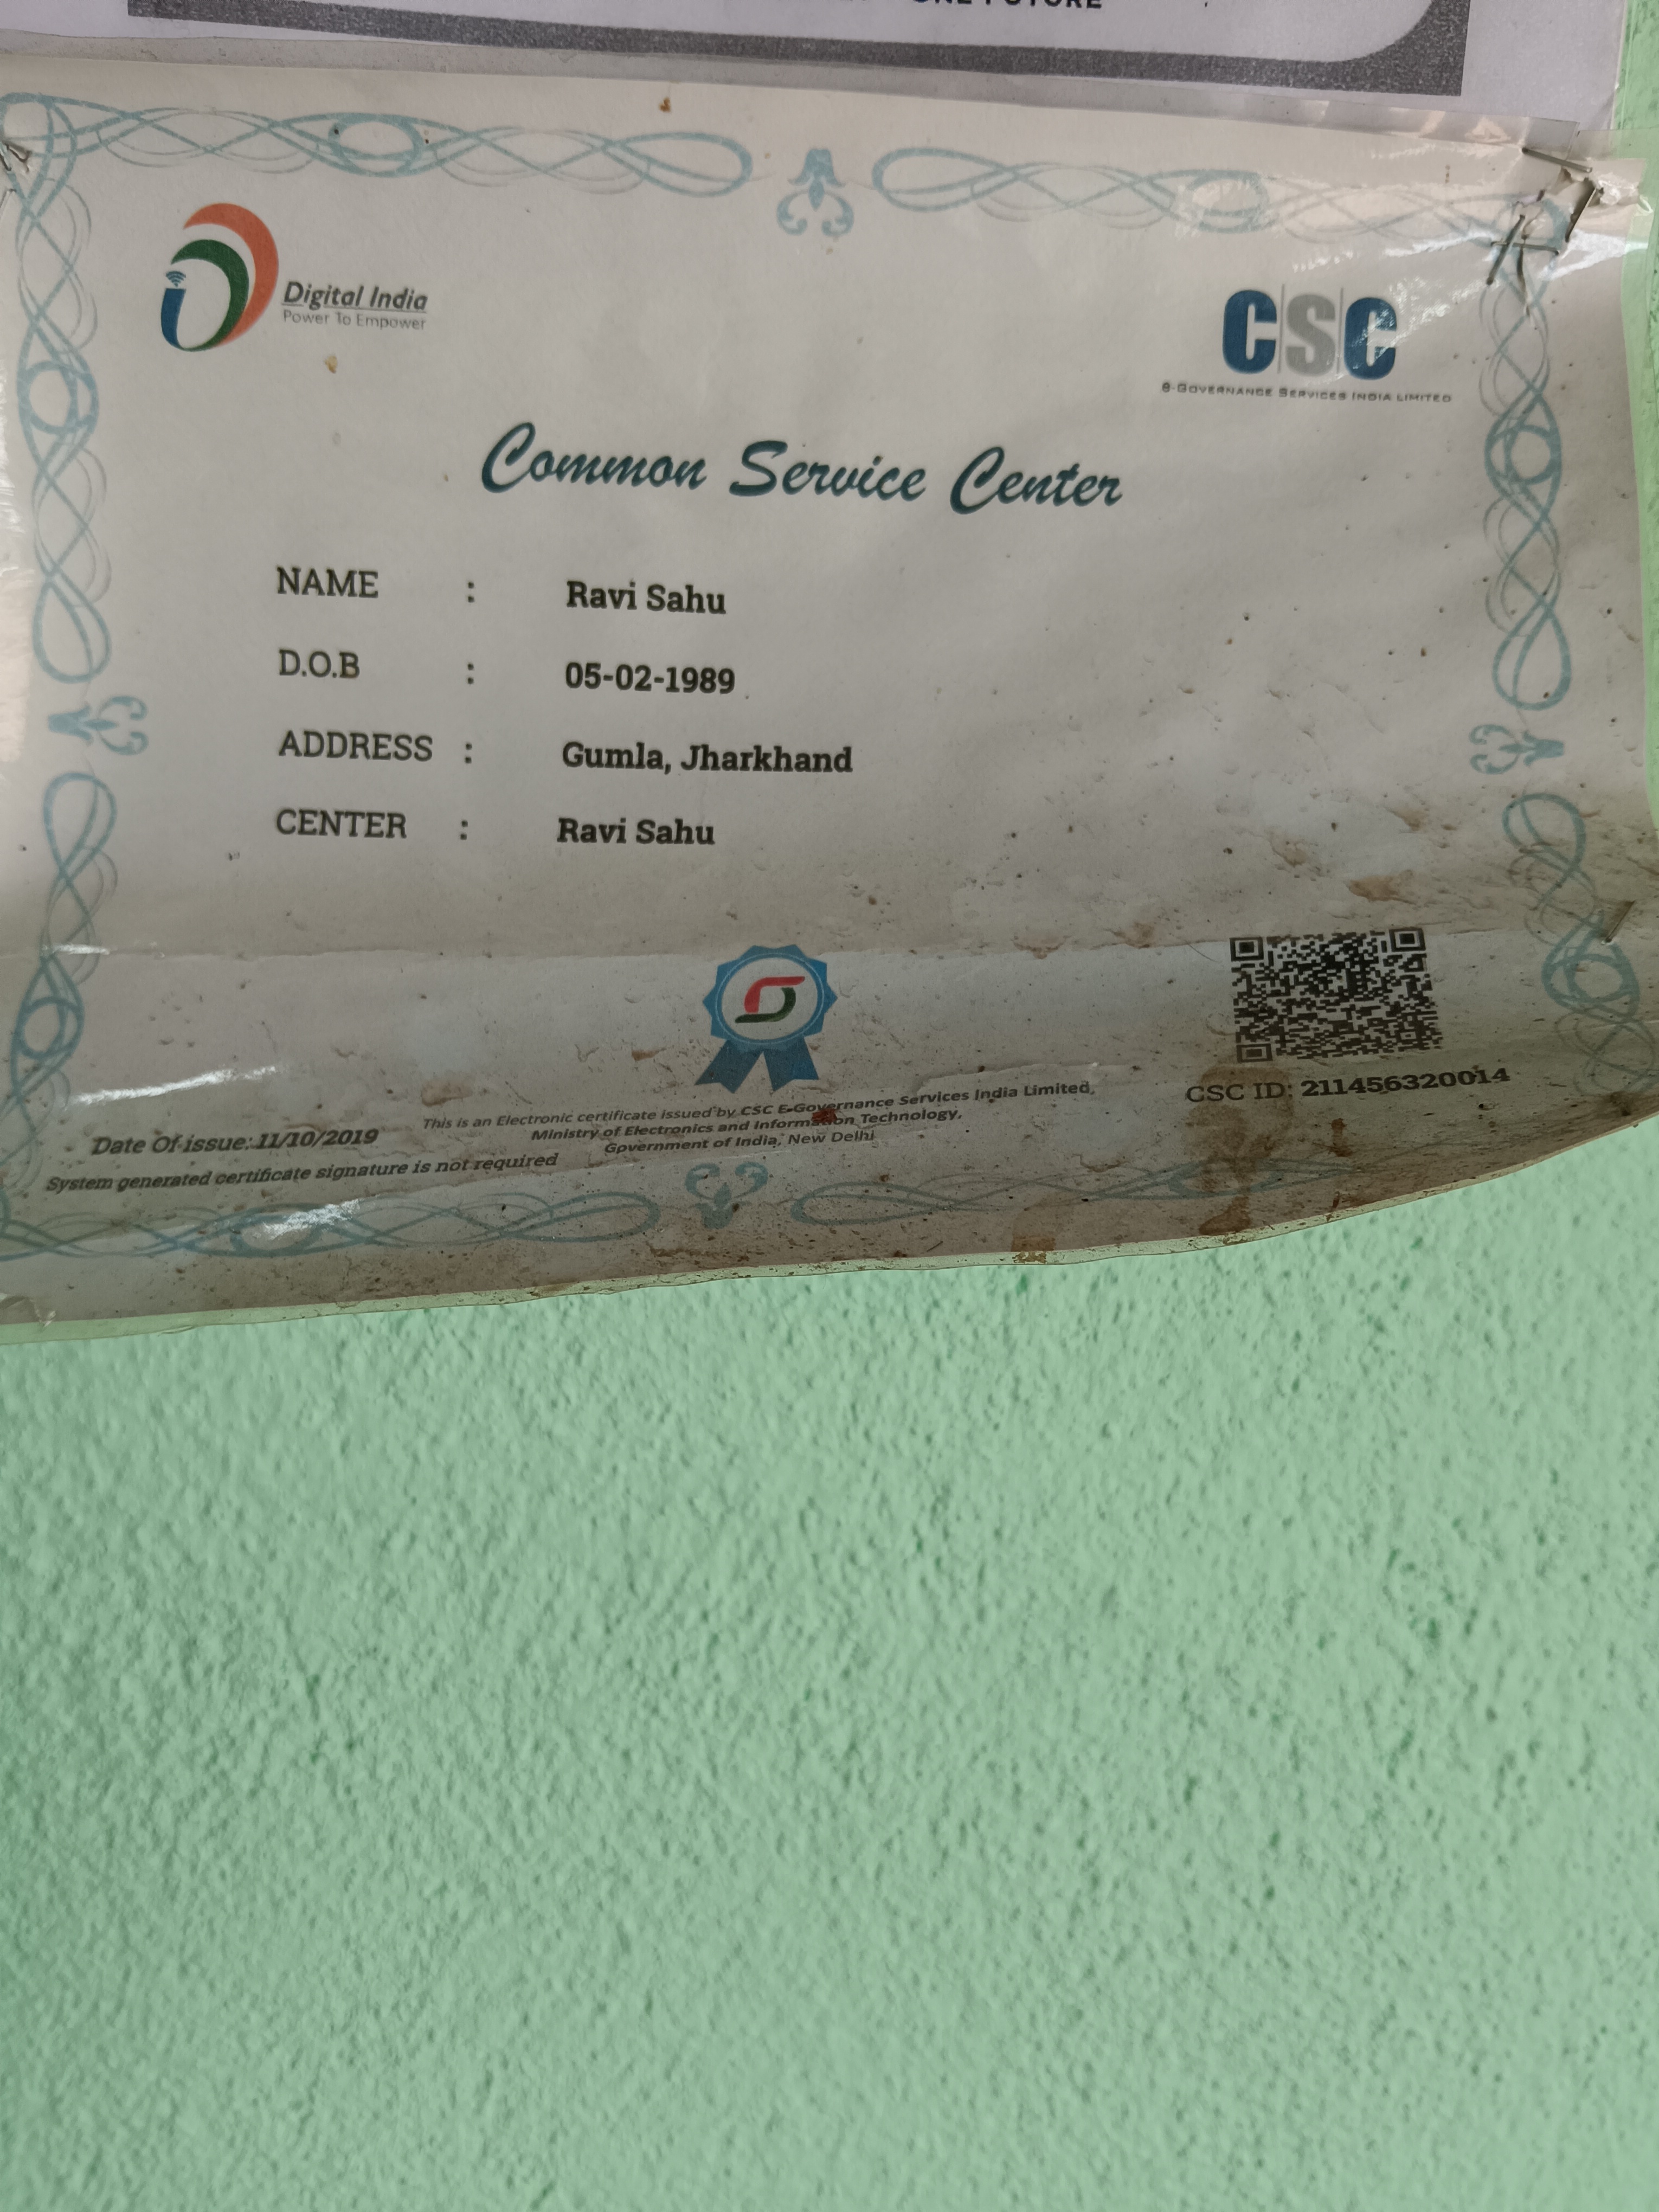 ONE FUTURE
Digital India
Power To Empower
CSC
e-Governance Services India Limited
Common Service Center
NAME : Ravi Sahu
D.O.B : 05-02-1989
ADDRESS : Gumla, Jharkhand
CENTER : Ravi Sahu
CSC ID: 211456320014
This is an Electronic certificate issued by CSC E-Governance Services India Limited,
Ministry of Electronics and Information Technology,
Government of India, New Delhi
Date Of issue: 11/10/2019
System generated certificate signature is not required